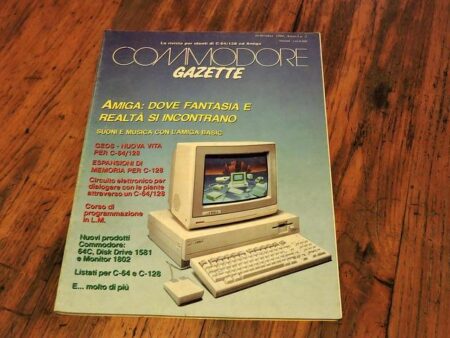 La rivista per utenti di C-64/128 ed Amiga
COMMODORE
GAZETTE
AMIGA: DOVE FANTASIA E
REALTÀ SI INCONTRANO
SUONI E MUSICA CON L'AMIGA BASIC
GEOS - NUOVA VITA
PER C-64/128
ESPANSIONI DI
MEMORIA PER C-128
Circuito elettronico per
dialogare con le piante
attraverso un C-64/128
Corso di
programmazione
in L.M.
Nuovi prodotti
Commodore:
64C, Disk Drive 1581
e Monitor 1802
Listati per C-64 e C-128
E... molto di più